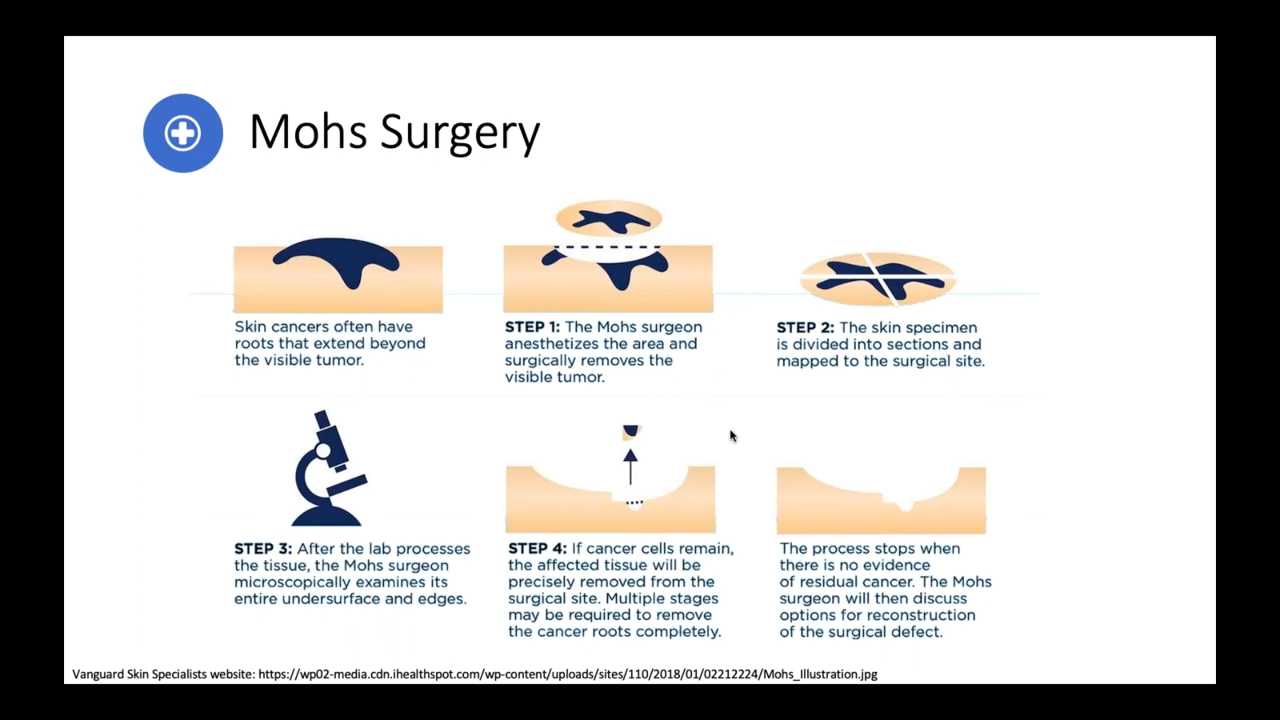 Mohs Surgery
Skin cancers often have
roots that extend beyond
the visible tumor.
STEP 1: The Mohs surgeon
anesthetizes the area and
surgically removes the
visible tumor.
STEP 2: The skin specimen
is divided into sections and
mapped to the surgical site.
STEP 3: After the lab processes
the tissue, the Mohs surgeon
microscopically examines its
entire undersurface and edges.
STEP 4: If cancer cells remain,
the affected tissue will be
precisely removed from the
surgical site. Multiple stages
may be required to remove
the cancer roots completely.
The process stops when
there is no evidence
of residual cancer. The Mohs
surgeon will then discuss
options for reconstruction
of the surgical defect.
Vanguard Skin Specialists website: https://wp02-media.cdn.ihealthspot.com/wp-content/uploads/sites/110/2018/01/02212224/Mohs_Illustration.jpg